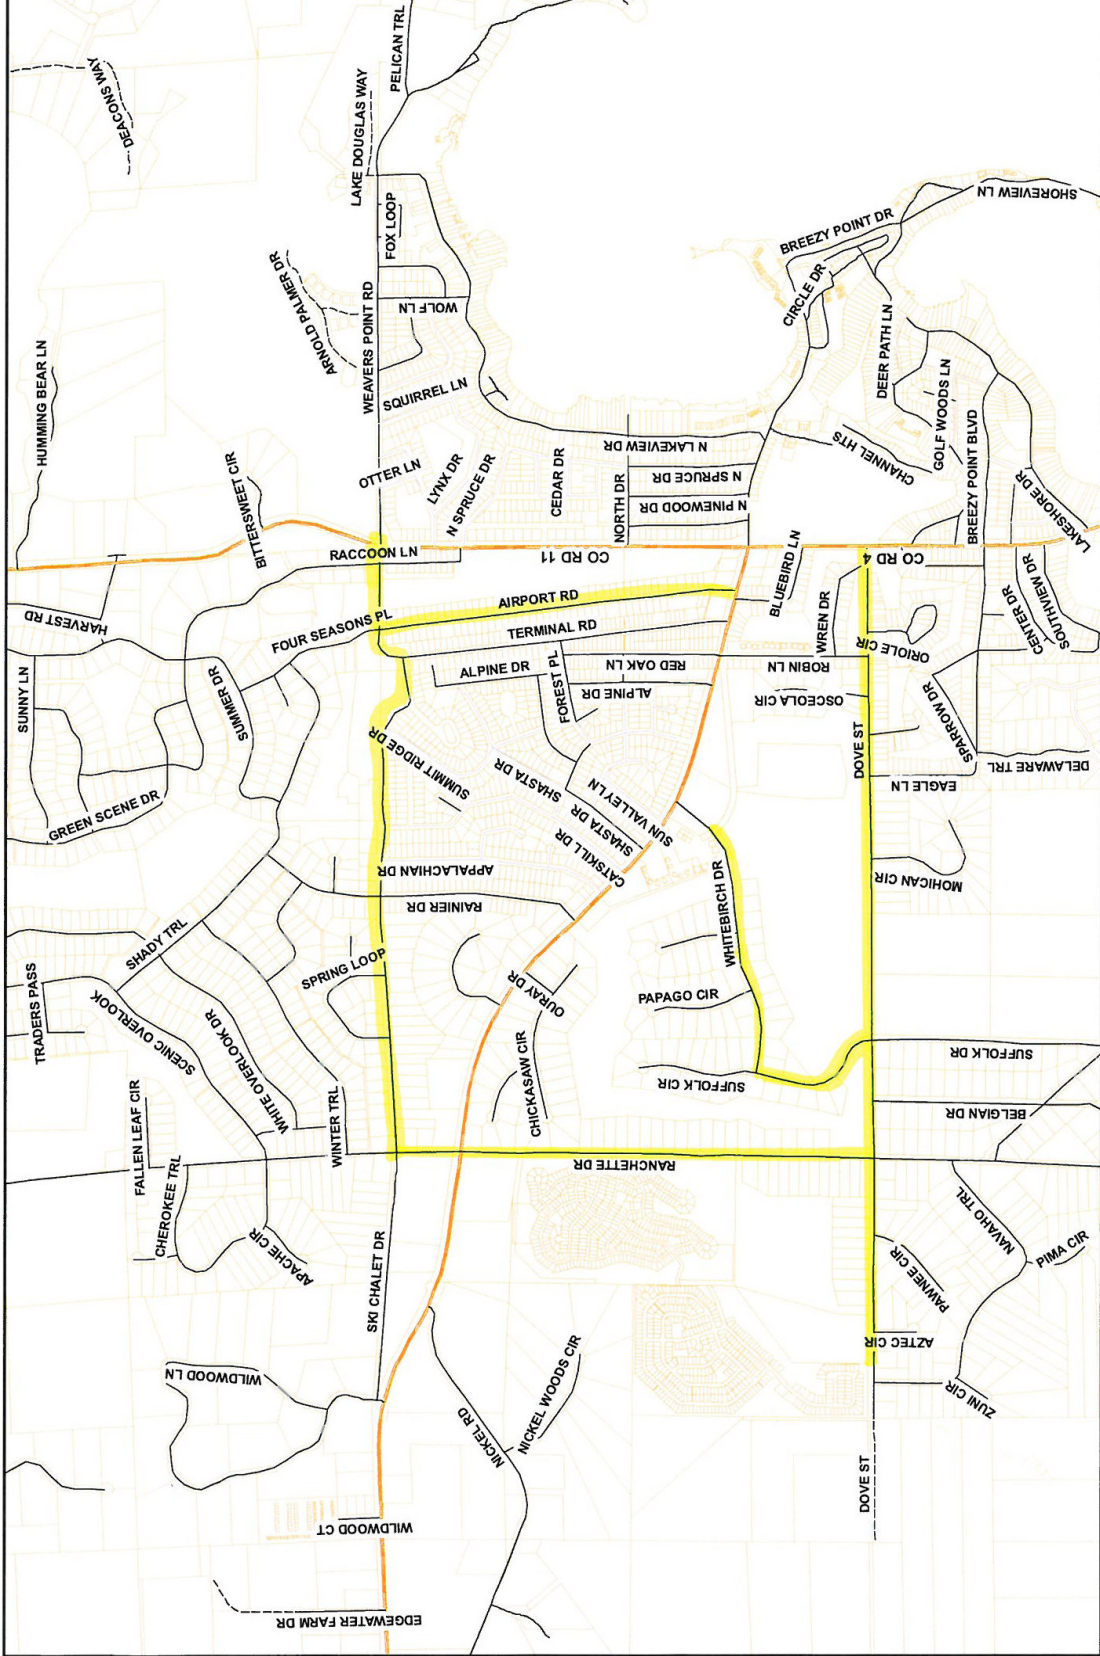 DEACONS WAY
PELICAN TRL
LAKE DOUGLAS WAY
FOX LOOP
ARNOLD PALMER DR
WEAVERS POINT RD
WOLF LN
SHOREVIEW LN
BREEZY POINT DR
CIRCLE DR
HUMMING BEAR LN
SQUIRREL LN
DEER PATH LN
GOLF WOODS LN
BITTERSWEET CIR
OTTER LN
LYNX DR
N SPRUCE DR
CEDAR DR
NORTH DR
N LAKEVIEW DR
N SPRUCE DR
N PINEWOOD DR
CHANNEL HTS
BREEZY POINT BLVD
LAKESHORE DR
RACCOON LN
CO RD 11
CO RD 4
BLUEBIRD LN
HARVEST RD
FOUR SEASONS PL
AIRPORT RD
TERMINAL RD
WREN DR
ORIOLE CIR
CENTER DR
SOUTHVIEW DR
SUNNY LN
SUMMER DR
ALPINE DR
FOREST PL
RED OAK LN
ALPINE DR
ROBIN LN
OSCEOLA CIR
DOVE ST
SPARROW DR
DELAWARE TRL
EAGLE LN
GREEN SCENE DR
SUMMIT RIDGE DR
SHASTA DR
SHASTA DR
CATSKILL DR
SUN VALLEY LN
APPALACHIAN DR
RAINIER DR
MOHICAN CIR
WHITEBIRCH DR
SHADY TRL
SPRING LOOP
TRADERS PASS
SCENIC OVERLOOK
WHITE OVERLOOK DR
OURAY DR
PAPAGO CIR
CHICKASAW CIR
SUFFOLK CIR
SUFFOLK DR
BELGIAN DR
FALLEN LEAF CIR
WINTER TRL
CHEROKEE TRL
RANCHETTE DR
APACHE CIR
SKI CHALET DR
NAVAHO TRL
PIMA CIR
PAWNEE CIR
AZTEC CIR
ZUNI CIR
WILDWOOD LN
NICKEL RD
NICKEL WOODS CIR
DOVE ST
WILDWOOD CT
EDGEWATER FARM DR